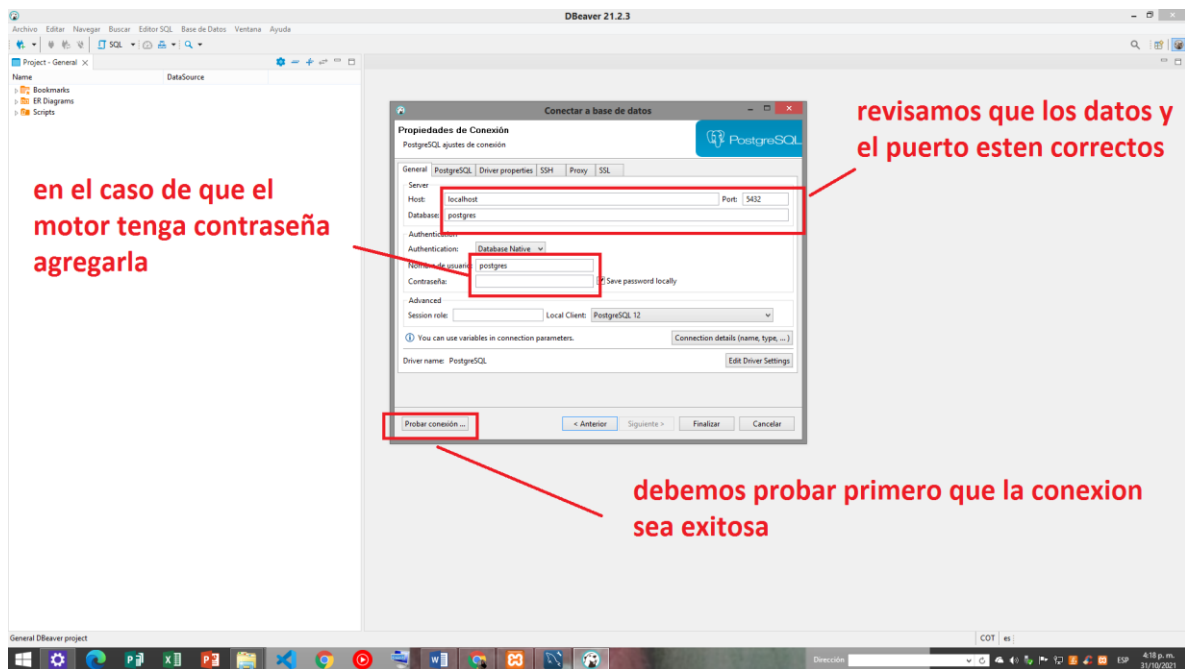 DBeaver 21.2.3
Archivo Editar Navegar Buscar Editor SQL Base de Datos Ventana Ayuda
SQL
Project - General
Name DataSource
Bookmarks
ER Diagrams
Scripts
en el caso de que el
motor tenga contraseña
agregarla
Conectar a base de datos
Propiedades de Conexión
PostgreSQL ajustes de conexión
PostgreSQL
General PostgreSQL Driver properties SSH Proxy SSL
Server
Host: localhost Port: 5432
Database: postgres
Authentication
Authentication: Database Native
Nombre de usuario: postgres
Contraseña: Save password locally
Advanced
Session role: Local Client: PostgreSQL 12
You can use variables in connection parameters. Connection details (name, type, ... )
Driver name: PostgreSQL Edit Driver Settings
Probar conexión ... < Anterior Siguiente > Finalizar Cancelar
revisamos que los datos y
el puerto esten correctos
debemos probar primero que la conexion
sea exitosa
General DBeaver project COT es
Dirección ESP 4:18 p. m.
31/10/2021